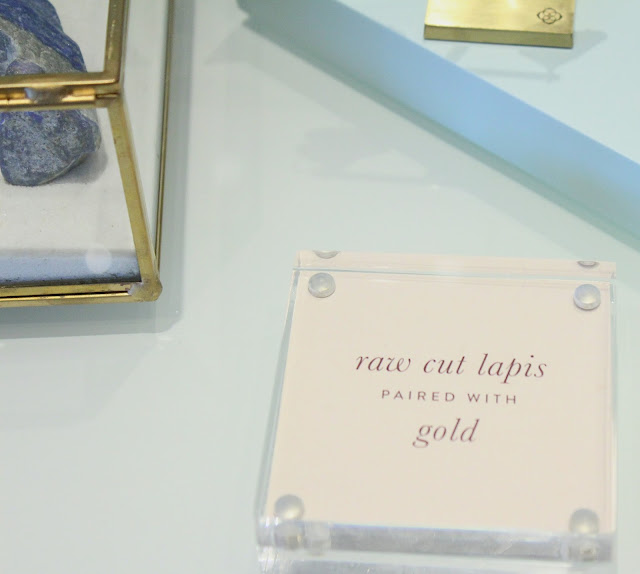 raw cut lapis
PAIRED WITH
gold